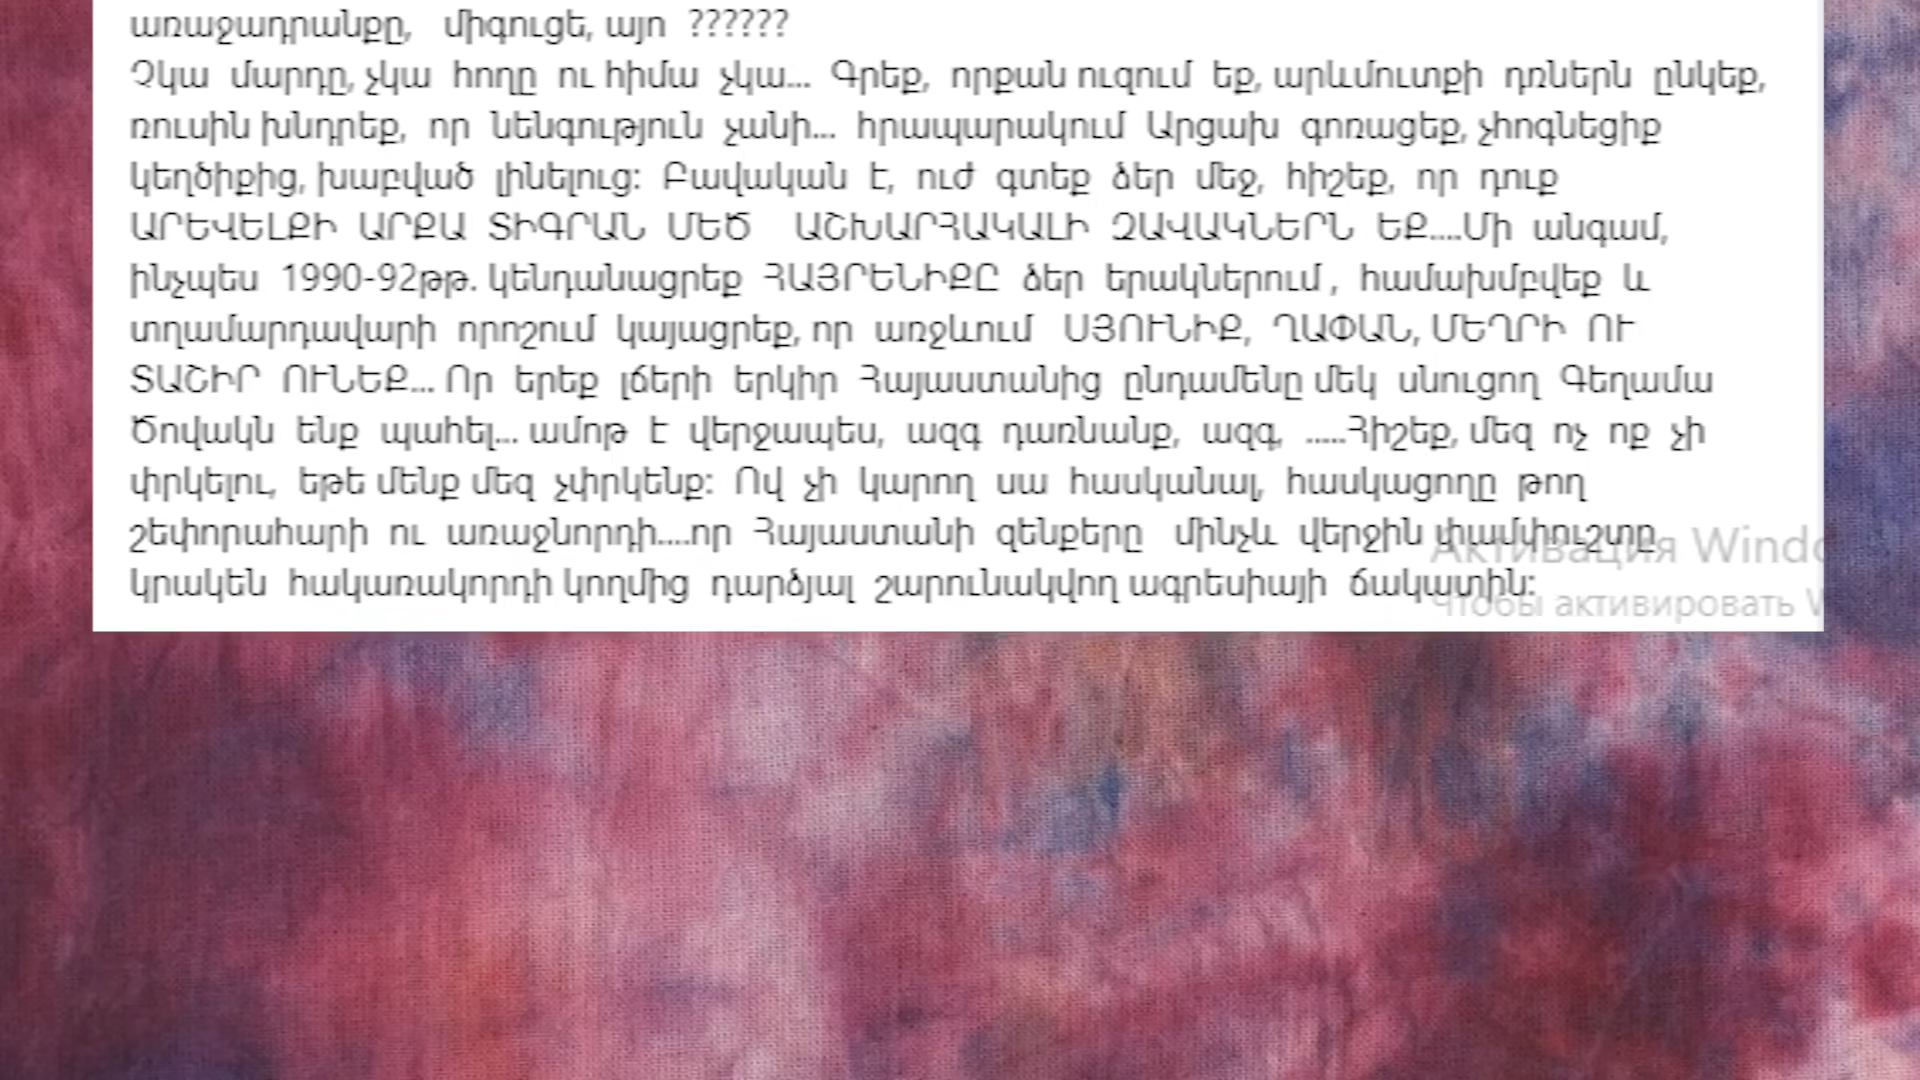 առաջադրանքը, միգուցե, այո ??????
Չկա մարդը, չկա հողը ու հիմա չկա... Գրեք, որքան ուզում եք, արևմուտքի դռներն ընկեք,
ռուսին խնդրեք, որ նենգություն չանի... հրապարակում Արցախ գոռացեք, չհոգնեցիք
կեղծիքից, խաբված լինելուց: Բավական է, ուժ գտեք ձեր մեջ, հիշեք, որ դուք
ԱՐԵՎԵԼՔԻ ԱՐՔԱ ՏԻԳՐԱՆ ՄԵԾ ԱՇԽԱՐՀԱԿԱԼԻ ԶԱՎԱԿՆԵՐՆ ԵՔ....Մի անգամ,
ինչպես 1990-92թթ. կենդանացրեք ՀԱՅՐԵՆԻՔԸ ձեր երակներում , համախմբվեք և
տղամարդավարի որոշում կայացրեք, որ առջևում ՍՅՈՒՆԻՔ, ՂԱՓԱՆ, ՄԵՂՐԻ ՈՒ
ՏԱՇԻՐ ՈՒՆԵՔ... Որ երեք լճերի երկիր Հայաստանից ընդամենը մեկ սնուցող Գեղամա
Ծովակն ենք պահել... ամոթ է վերջապես, ազգ դառնանք, ազգ, .....Հիշեք, մեզ ոչ ոք չի
փրկելու, եթե մենք մեզ չփրկենք: Ով չի կարող սա հասկանալ, հասկացողը թող
շեփորահարի ու առաջնորդի....որ Հայաստանի զենքերը մինչև վերջին փամփուշտը
կրակեն հակառակորդի կողմից դարձյալ շարունակվող ագրեսիայի ճակատին:
Активация Windo
Чтобы активировать W